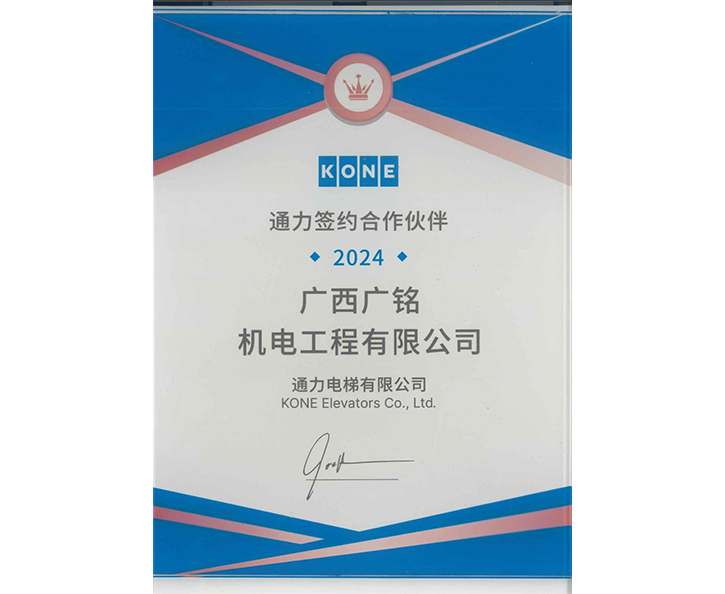 KONE
通力签约合作伙伴
2024
广西广铭
机电工程有限公司
通力电梯有限公司
KONE Elevators Co., Ltd.